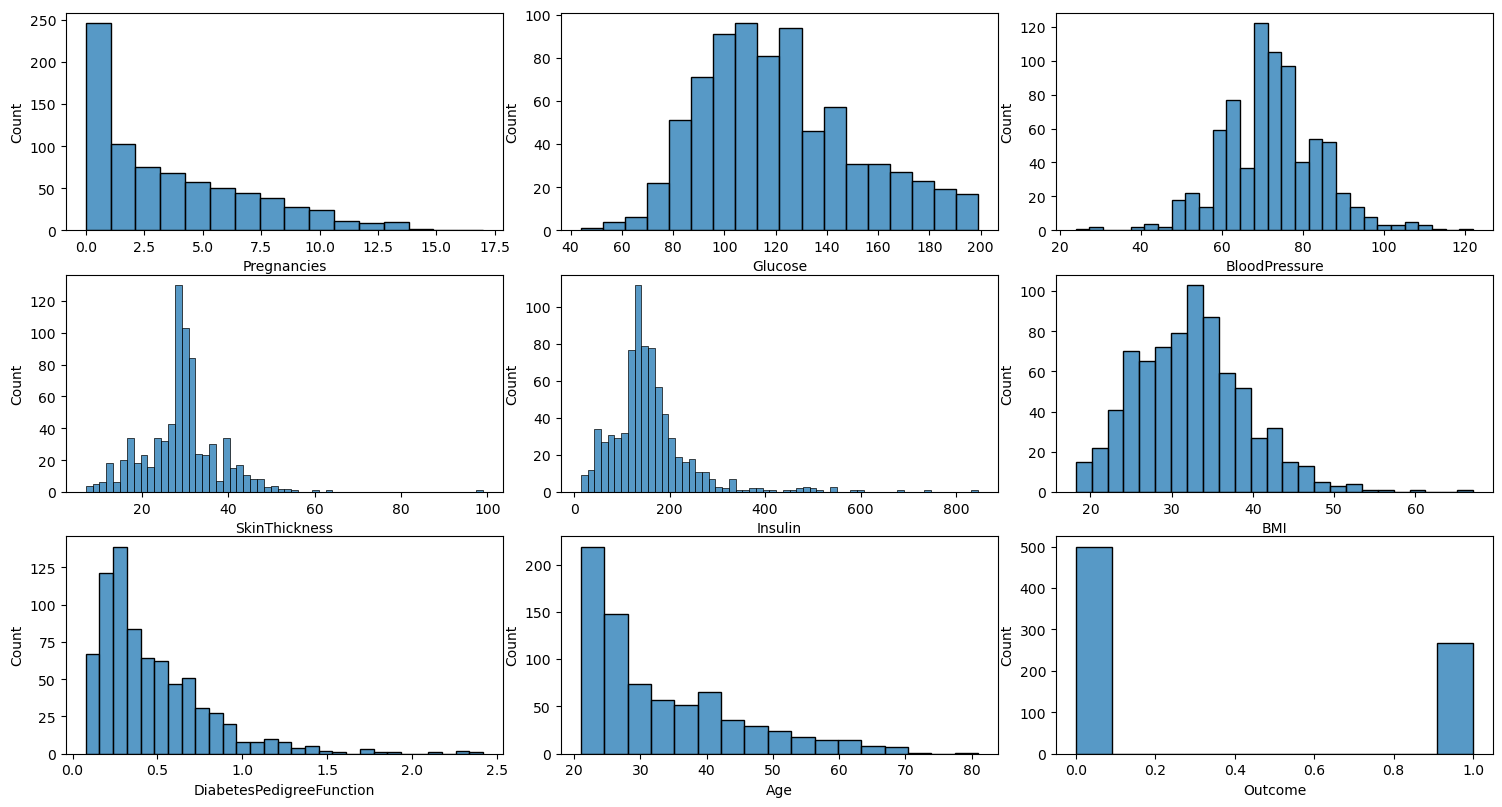 250
200
150
100
50
0
Count
0.0 2.5 5.0 7.5 10.0 12.5 15.0 17.5
Pregnancies
100
80
60
40
20
0
Count
40 60 80 100 120 140 160 180 200
Glucose
120
100
80
60
40
20
0
Count
20 40 60 80 100 120
BloodPressure
120
100
80
60
40
20
0
Count
20 40 60 80 100
SkinThickness
100
80
60
40
20
0
Count
0 200 400 600 800
Insulin
100
80
60
40
20
0
Count
20 30 40 50 60
BMI
125
100
75
50
25
0
Count
0.0 0.5 1.0 1.5 2.0 2.5
DiabetesPedigreeFunction
200
150
100
50
0
Count
20 30 40 50 60 70 80
Age
500
400
300
200
100
0
Count
0.0 0.2 0.4 0.6 0.8 1.0
Outcome